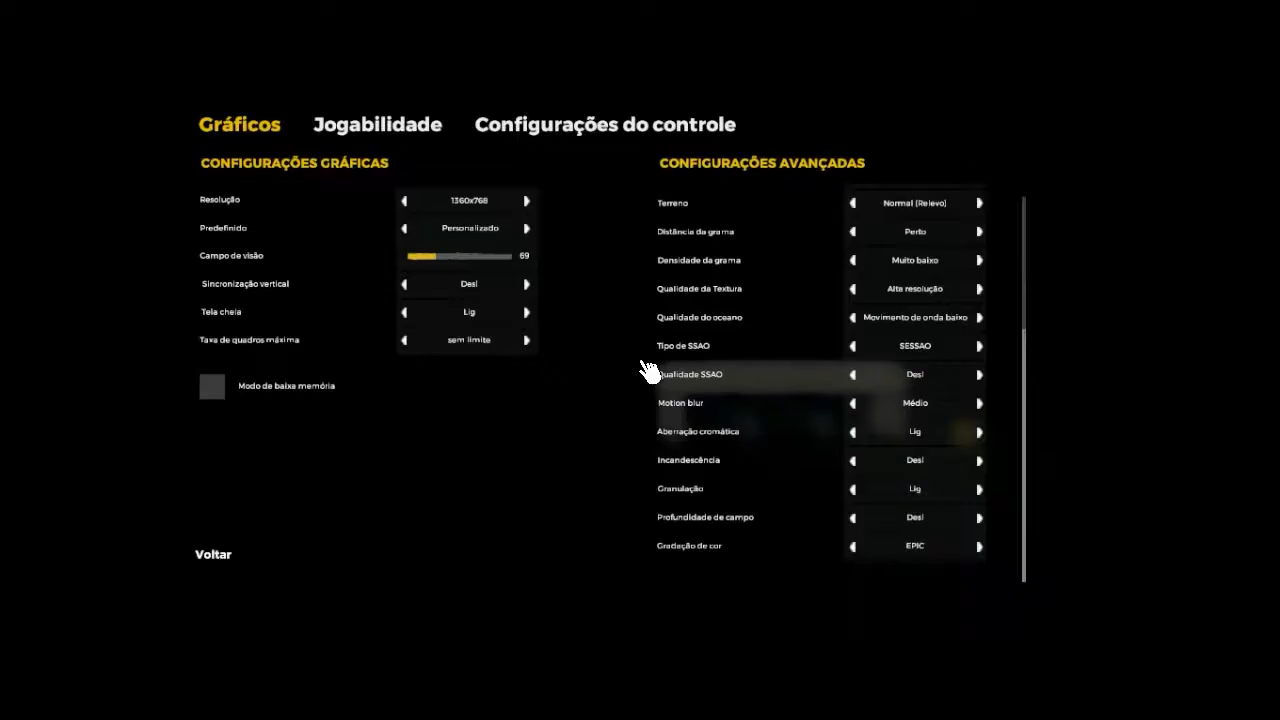 Gráficos Jogabilidade Configurações do controle
CONFIGURAÇÕES GRÁFICAS
Resolução 1360x768
Predefinido Personalizado
Campo de visão 69
Sincronização vertical Desl
Tela cheia Lig
Taxa de quadros máxima sem limite
Modo de baixa memória
Voltar
CONFIGURAÇÕES AVANÇADAS
Terreno Normal (Relevo)
Distância da grama Perto
Densidade da grama Muito baixo
Qualidade da Textura Alta resolução
Qualidade do oceano Movimento de onda baixo
Tipo de SSAO SESSAO
Qualidade SSAO Desl
Motion blur Médio
Aberração cromática Lig
Incandescência Desl
Granulação Lig
Profundidade de campo Desl
Gradação de cor EPIC